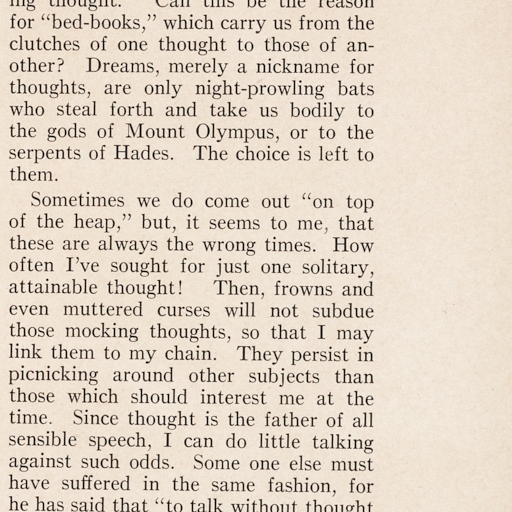 ing thought. Can this be the reason
for “bed-books,” which carry us from the
clutches of one thought to those of an-
other? Dreams, merely a nickname for
thoughts, are only night-prowling bats
who steal forth and take us bodily to
the gods of Mount Olympus, or to the
serpents of Hades. The choice is left to
them.
Sometimes we do come out “on top
of the heap,” but, it seems to me, that
these are always the wrong times. How
often I’ve sought for just one solitary,
attainable thought! Then, frowns and
even muttered curses will not subdue
those mocking thoughts, so that I may
link them to my chain. They persist in
picnicking around other subjects than
those which should interest me at the
time. Since thought is the father of all
sensible speech, I can do little talking
against such odds. Some one else must
have suffered in the same fashion, for
he has said that “to talk without thought